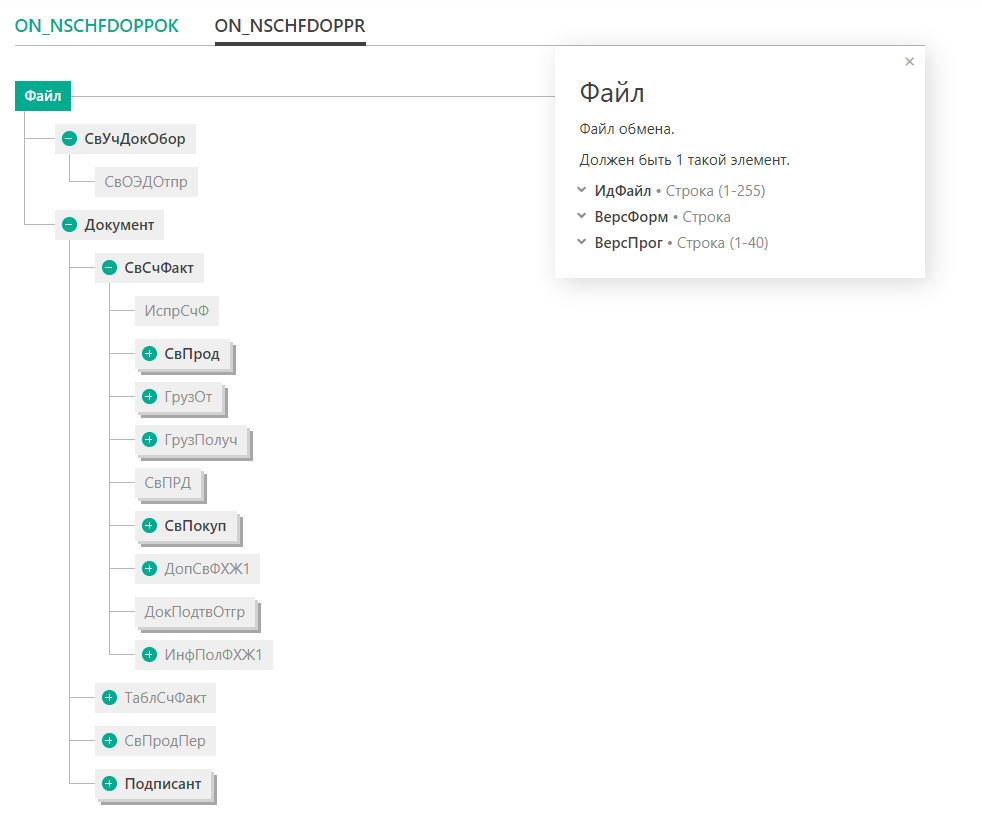 ON_NSCHFDOPPOK ON_NSCHFDOPPR
Файл
СвУчДокОбор
СвОЭДОтпр
Документ
СвСчФакт
ИспрСчФ
СвПрод
ГрузОт
ГрузПолуч
СвПРД
СвПокуп
ДопСвФХЖ1
ДокПодтвОтгр
ИнфПолФХЖ1
ТаблСчФакт
СвПродПер
Подписант
Файл
Файл обмена.
Должен быть 1 такой элемент.
ИдФайл • Строка (1-255)
ВерсФорм • Строка
ВерсПрог • Строка (1-40)